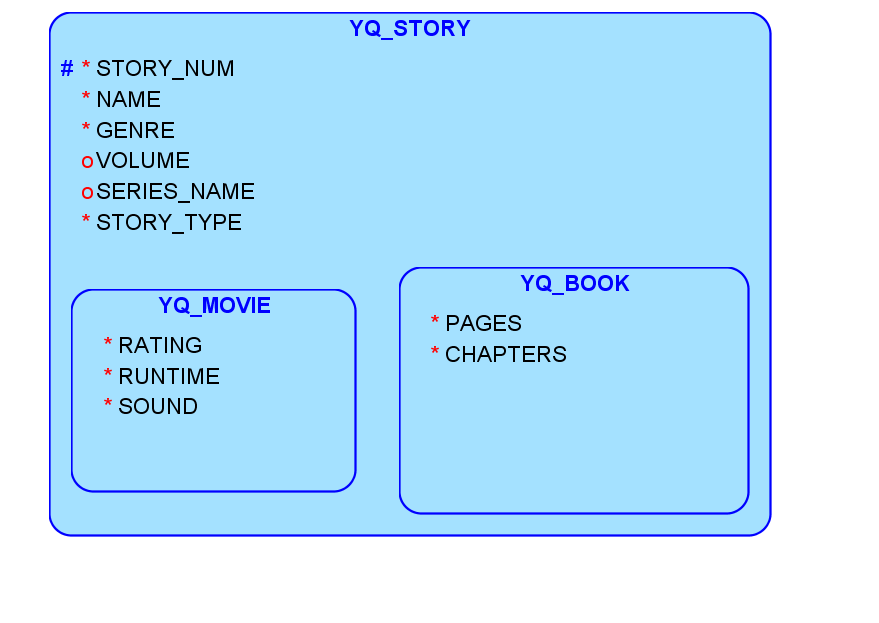 YQ_STORY
# * STORY_NUM
* NAME
* GENRE
o VOLUME
o SERIES_NAME
* STORY_TYPE
YQ_MOVIE
* RATING
* RUNTIME
* SOUND
YQ_BOOK
* PAGES
* CHAPTERS